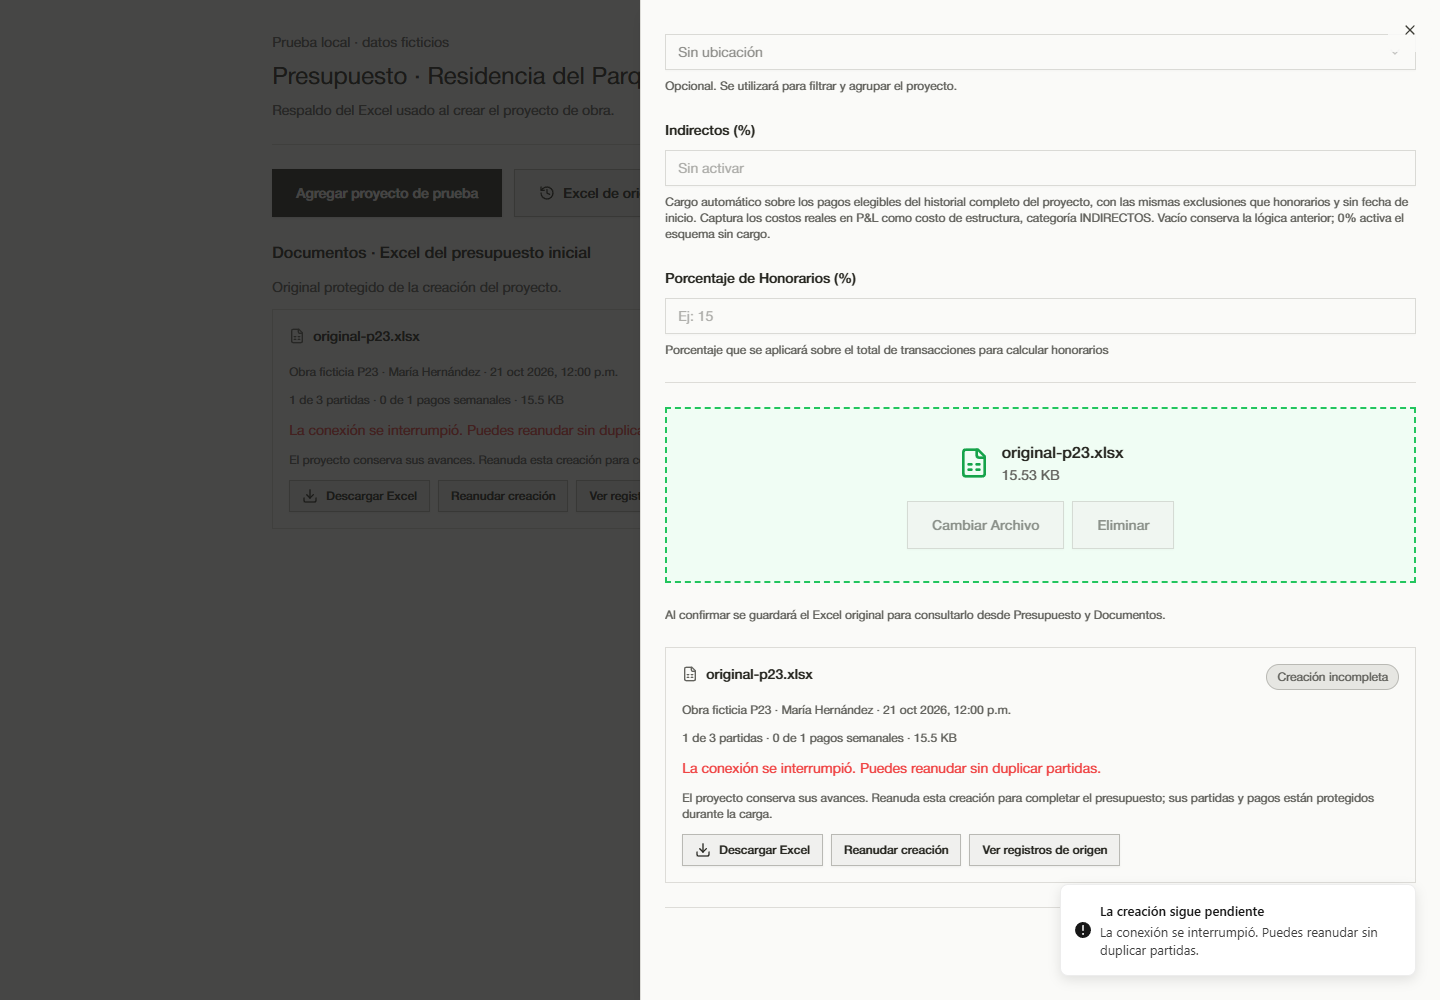 Prueba local · datos ficticios
Presupuesto · Residencia del Parq
Respaldo del Excel usado al crear el proyecto de obra.
Agregar proyecto de prueba
Excel de ori
Documentos · Excel del presupuesto inicial
Original protegido de la creación del proyecto.
original-p23.xlsx
Obra ficticia P23 · María Hernández · 21 oct 2026, 12:00 p.m.
1 de 3 partidas · 0 de 1 pagos semanales · 15.5 KB
La conexión se interrumpió. Puedes reanudar sin duplica
El proyecto conserva sus avances. Reanuda esta creación para c
Descargar Excel
Reanudar creación
Ver regist
Sin ubicación
Opcional. Se utilizará para filtrar y agrupar el proyecto.
Indirectos (%)
Sin activar
Cargo automático sobre los pagos elegibles del historial completo del proyecto, con las mismas exclusiones que honorarios y sin fecha de
inicio. Captura los costos reales en P&L como costo de estructura, categoría INDIRECTOS. Vacío conserva la lógica anterior; 0% activa el
esquema sin cargo.
Porcentaje de Honorarios (%)
Ej: 15
Porcentaje que se aplicará sobre el total de transacciones para calcular honorarios
original-p23.xlsx
15.53 KB
Cambiar Archivo
Eliminar
Al confirmar se guardará el Excel original para consultarlo desde Presupuesto y Documentos.
original-p23.xlsx
Creación incompleta
Obra ficticia P23 · María Hernández · 21 oct 2026, 12:00 p.m.
1 de 3 partidas · 0 de 1 pagos semanales · 15.5 KB
La conexión se interrumpió. Puedes reanudar sin duplicar partidas.
El proyecto conserva sus avances. Reanuda esta creación para completar el presupuesto; sus partidas y pagos están protegidos
durante la carga.
Descargar Excel
Reanudar creación
Ver registros de origen
La creación sigue pendiente
La conexión se interrumpió. Puedes reanudar sin
duplicar partidas.